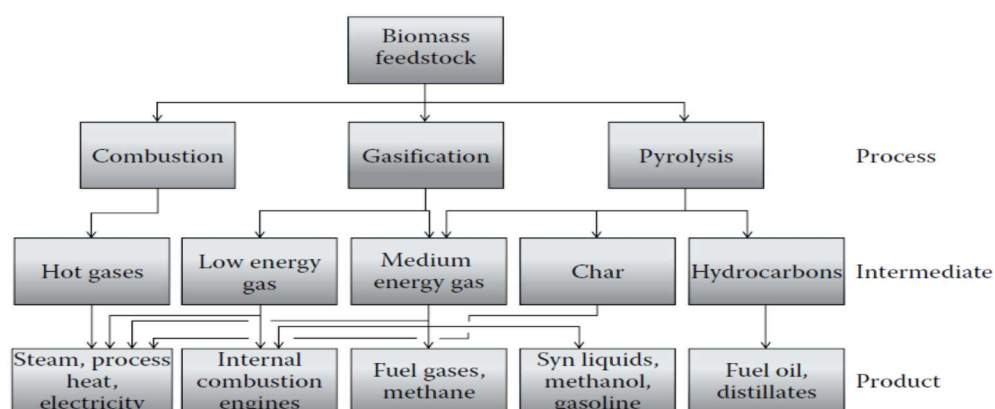 Biomass
feedstock
Combustion
Gasification
Pyrolysis
Process
Hot gases
Low energy
gas
Medium
energy gas
Char
Hydrocarbons
Intermediate
Steam, process
heat,
electricity
Internal
combustion
engines
Fuel gases,
methane
Syn liquids,
methanol,
gasoline
Fuel oil,
distillates
Product